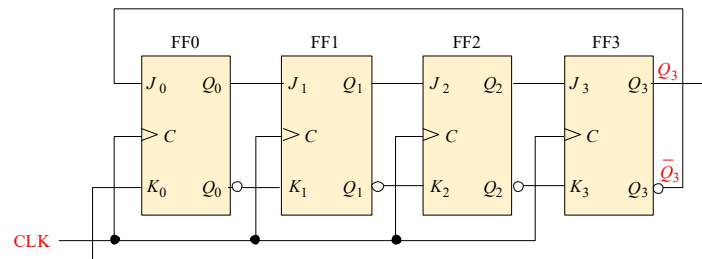 FF0 FF1 FF2 FF3
J0 Q0 J1 Q1 J2 Q2 J3 Q3 Q3
C C C C
Q̅3
K0 Q0 K1 Q1 K2 Q2 K3 Q3
CLK